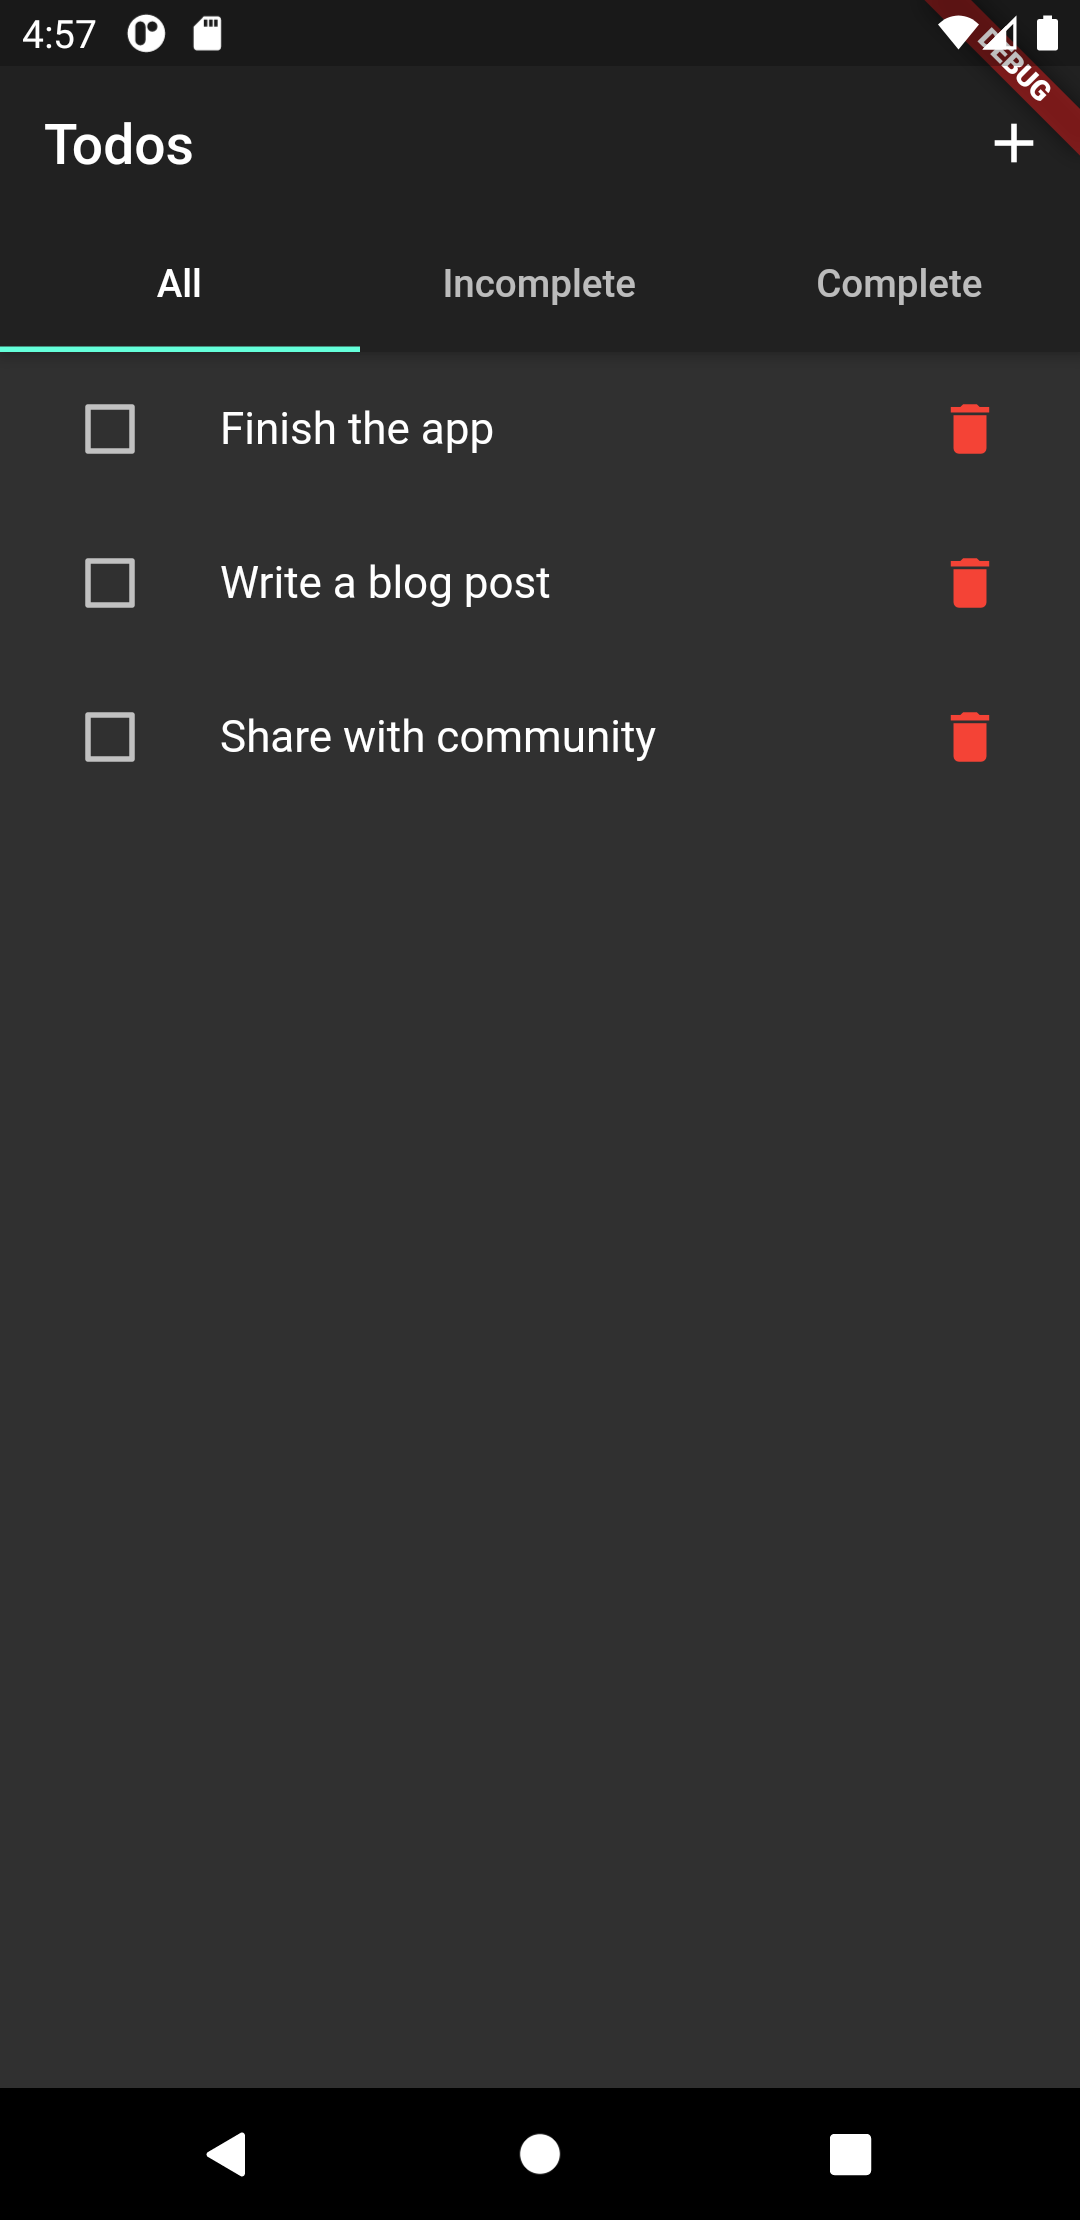 4:57
DEBUG
Todos
All Incomplete Complete
Finish the app
Write a blog post
Share with community